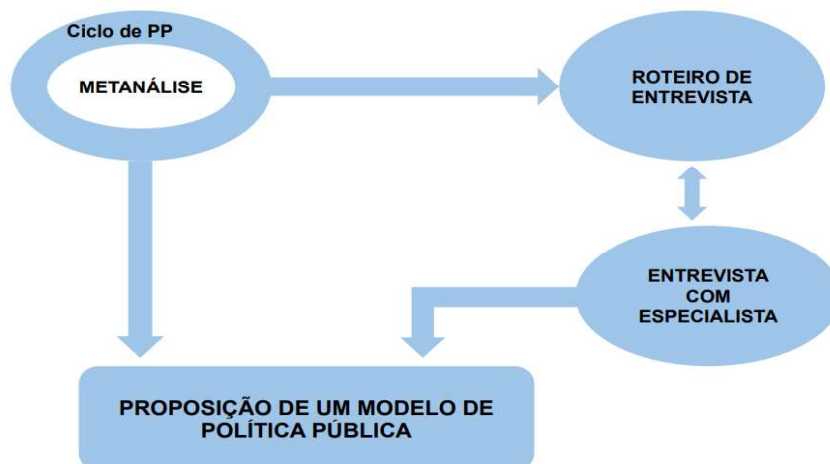 Ciclo de PP
METANÁLISE
ROTEIRO DE
ENTREVISTA
ENTREVISTA
COM
ESPECIALISTA
PROPOSIÇÃO DE UM MODELO DE
POLÍTICA PÚBLICA